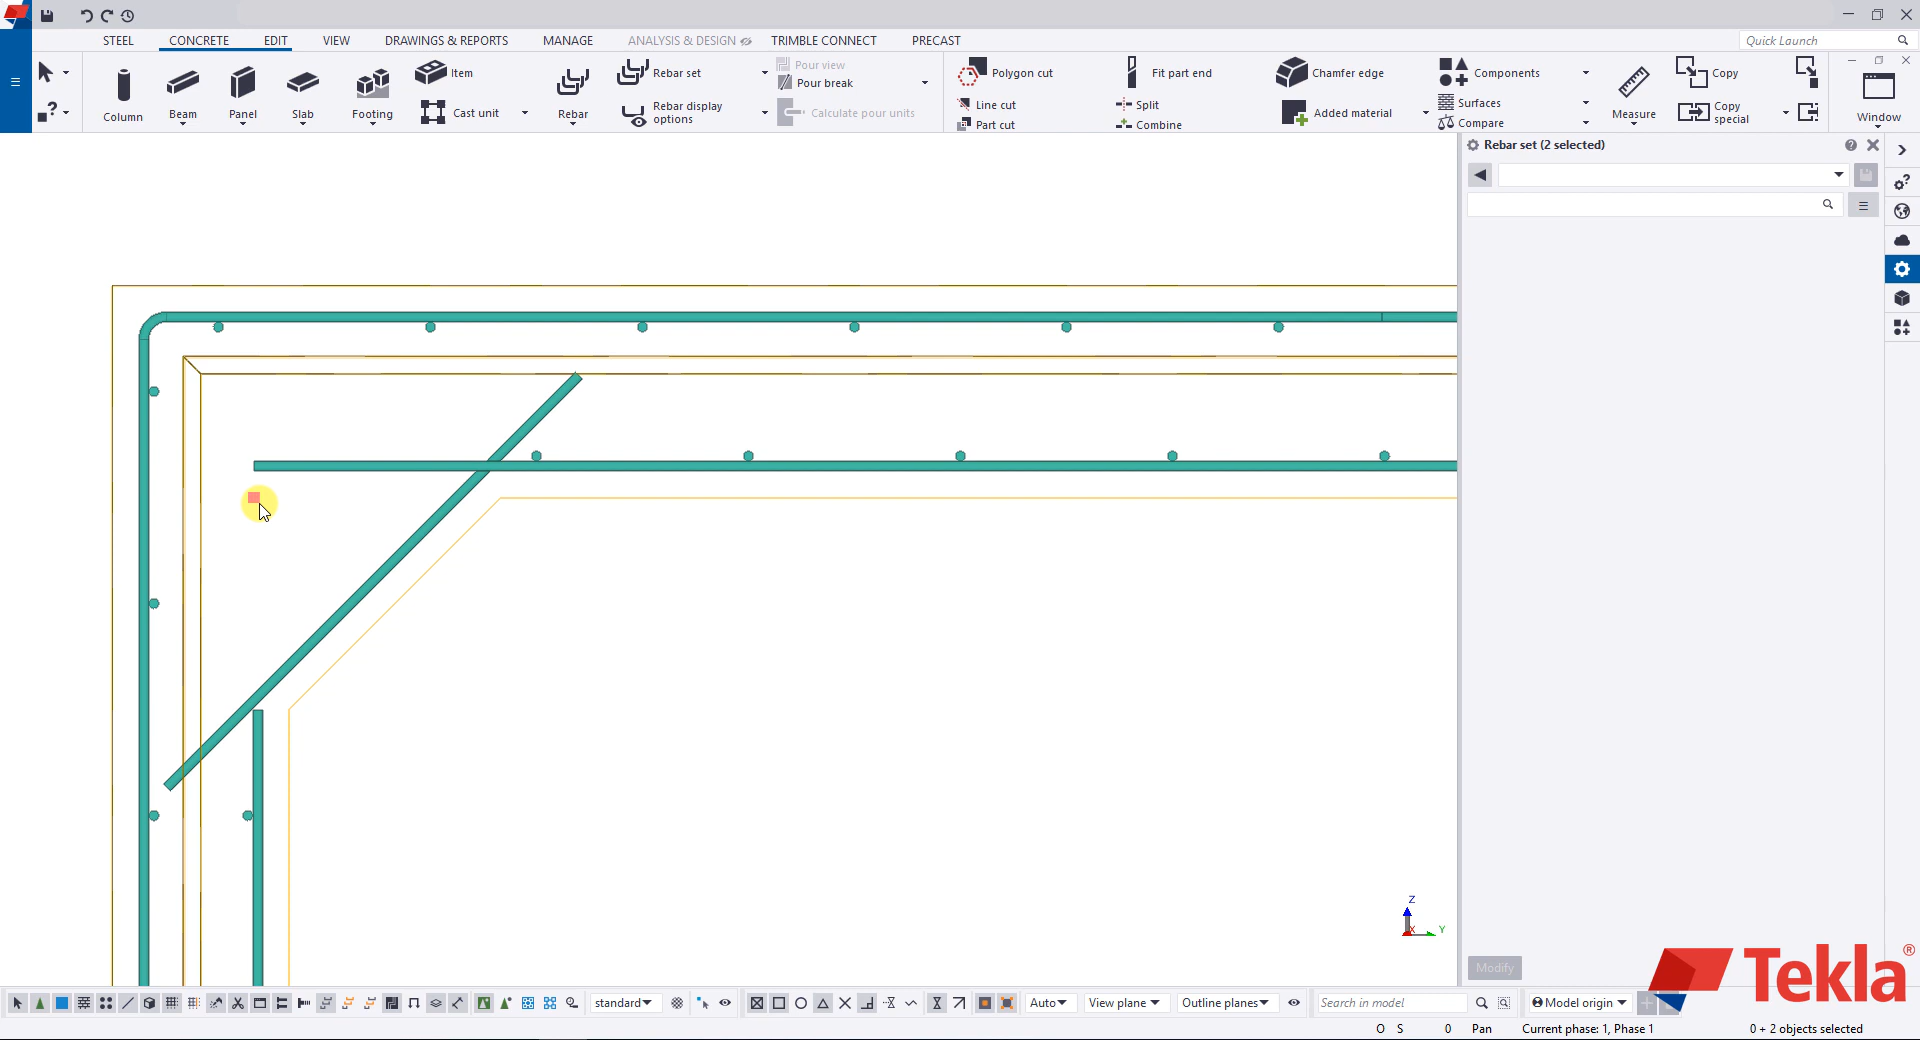 STEEL CONCRETE EDIT VIEW DRAWINGS & REPORTS MANAGE ANALYSIS & DESIGN TRIMBLE CONNECT PRECAST Quick Launch
Column
Beam
Panel
Slab
Footing
Item
Cast unit
Rebar
Rebar set
Rebar display
options
Pour view
Pour break
Calculate pour units
Polygon cut
Line cut
Part cut
Fit part end
Split
Combine
Chamfer edge
Added material
Components
Surfaces
Compare
Measure
Copy
Copy
special
Window
Rebar set (2 selected)
Z
X
Y
Modify
Tekla®
standard Auto View plane Outline planes Search in model Model origin
O S 0 Pan Current phase: 1, Phase 1 0 + 2 objects selected